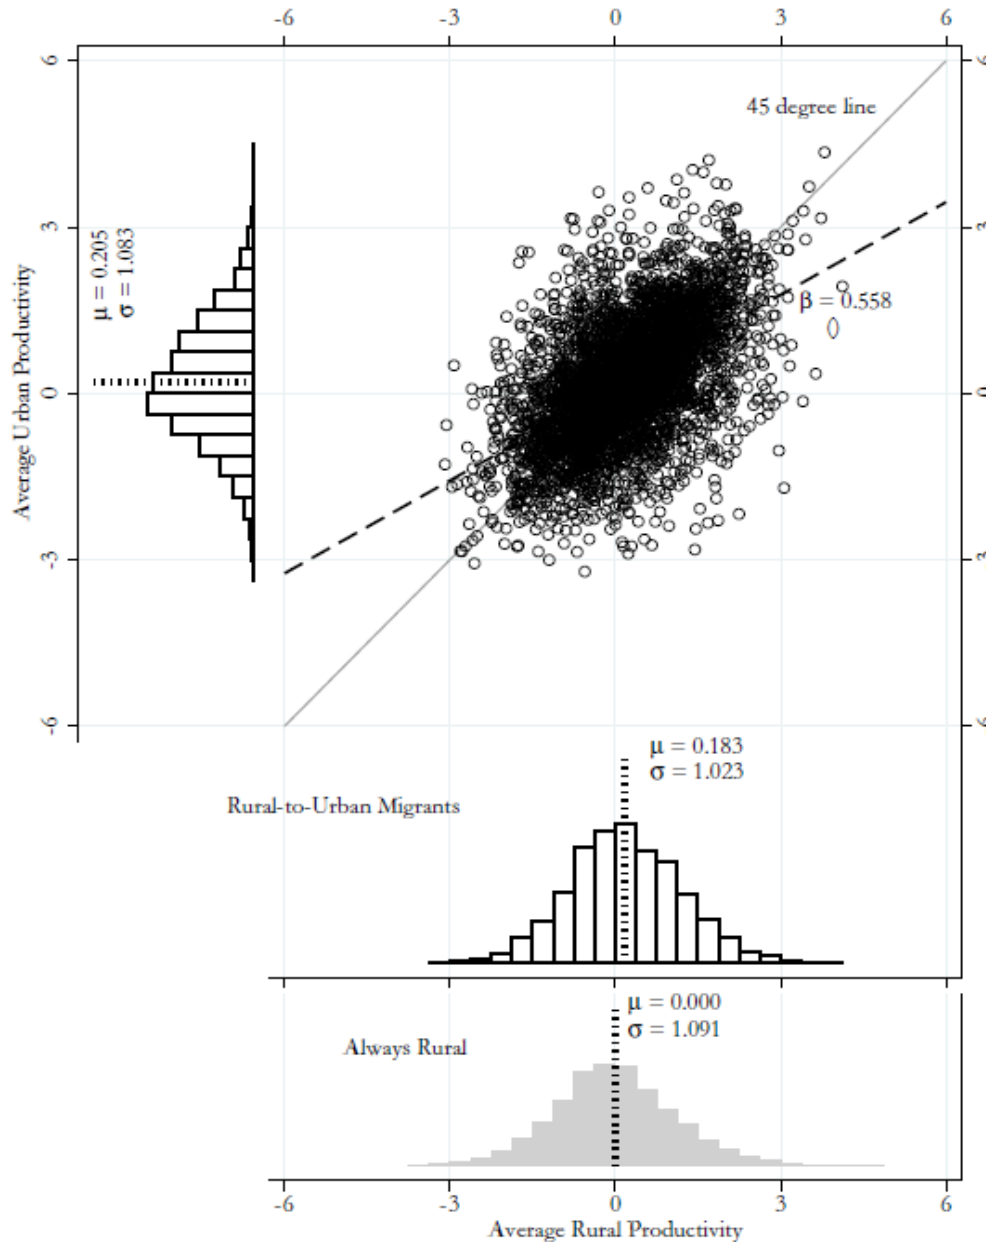 -6 -3 0 3 6
6 6
45 degree line
3 3
μ = 0.205
σ = 1.083
β = 0.558
()
Average Urban Productivity
0 0
-3 -3
-6 -6
μ = 0.183
σ = 1.023
Rural-to-Urban Migrants
μ = 0.000
σ = 1.091
Always Rural
-6 -3 0 3 6
Average Rural Productivity